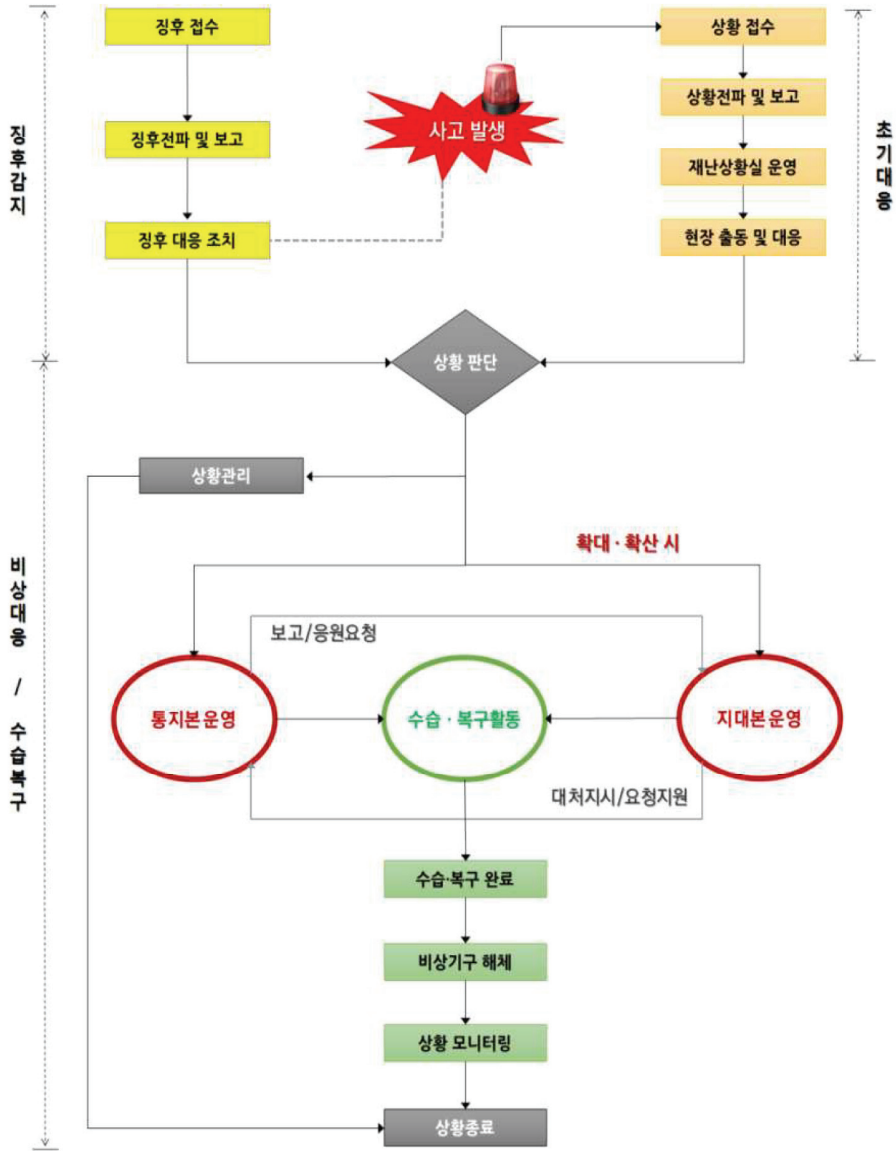 징후감지
징후 접수
징후전파 및 보고
징후 대응 조치
사고 발생
상황 접수
상황전파 및 보고
재난상황실 운영
현장 출동 및 대응
초기대응
상황 판단
비상대응 / 수습복구
상황관리
확대 · 확산 시
보고/응원요청
통지본운영
수습 · 복구활동
지대본운영
대처지시/요청지원
수습·복구 완료
비상기구 해체
상황 모니터링
상황종료